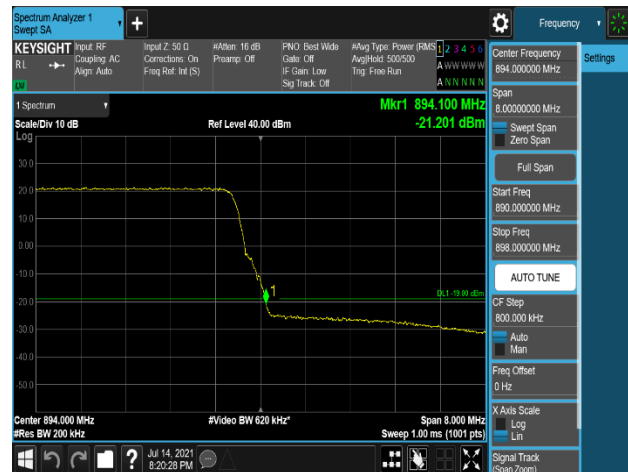 Spectrum Analyzer 1
Swept SA
Frequency
KEYSIGHT
RL
Input: RF
Coupling: AC
Align: Auto
Input Z: 50 Ω
Corrections: On
Freq Ref: Int (S)
#Atten: 16 dB
Preamp: Off
PNO: Best Wide
Gate: Off
IF Gain: Low
Sig Track: Off
#Avg Type: Power (RMS
Avg|Hold: 500/500
Trig: Free Run
1 2 3 4 5 6
A W W W W W
A N N N N N
1 Spectrum
Scale/Div 10 dB
Log
Ref Level 40.00 dBm
Mkr1 894.100 MHz
-21.201 dBm
30.0
20.0
10.0
0.00
-10.0
-20.0
-30.0
-40.0
-50.0
1
DL1 -19.00 dBm
Center 894.000 MHz
#Res BW 200 kHz
#Video BW 620 kHz*
Span 8.000 MHz
Sweep 1.00 ms (1001 pts)
Jul 14, 2021
8:20:28 PM
Center Frequency
894.000000 MHz
Span
8.00000000 MHz
Swept Span
Zero Span
Full Span
Start Freq
890.000000 MHz
Stop Freq
898.000000 MHz
AUTO TUNE
CF Step
800.000 kHz
Auto
Man
Freq Offset
0 Hz
X Axis Scale
Log
Lin
Signal Track
(Span Zoom)
Settings